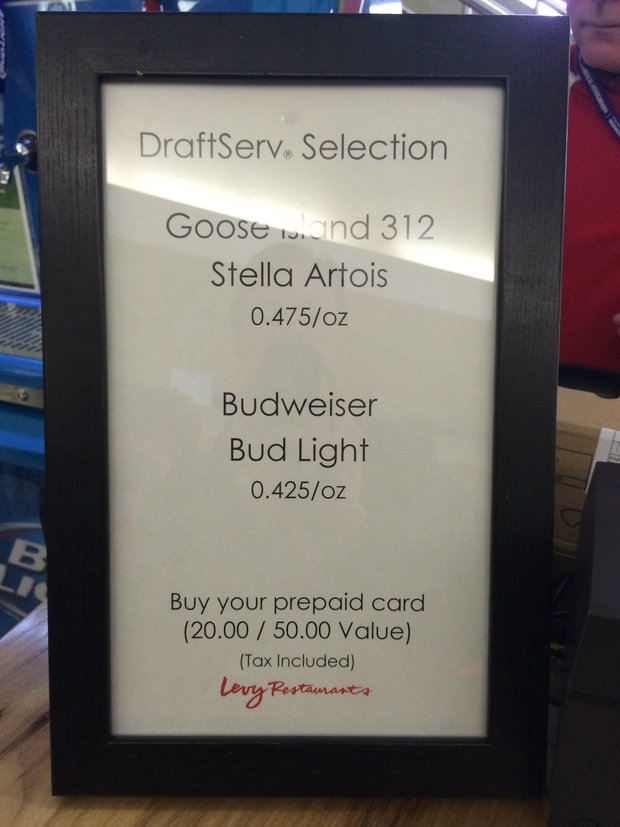 DraftServ® Selection
Goose Island 312
Stella Artois
0.475/oz
Budweiser
Bud Light
0.425/oz
Buy your prepaid card
(20.00 / 50.00 Value)
(Tax Included)
Levy Restaurants